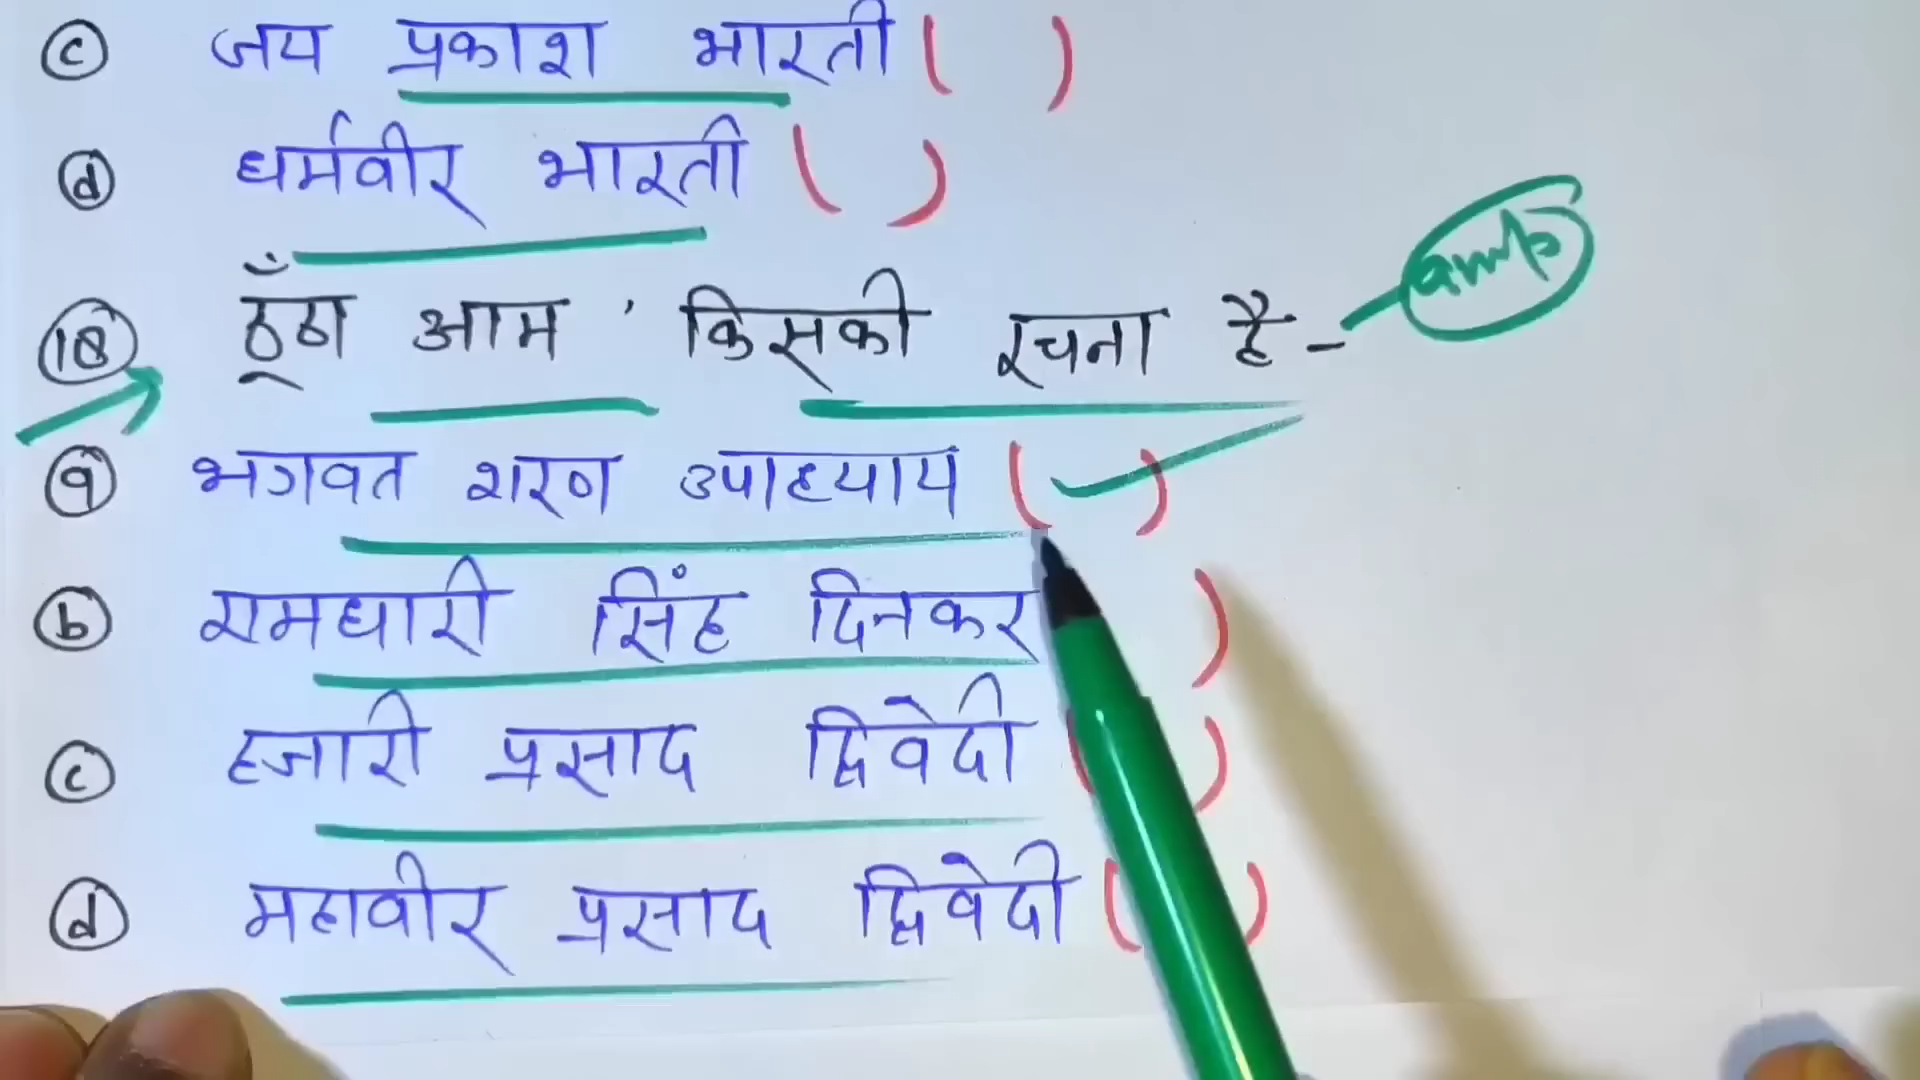 c जय प्रकाश भारती ( )
d धर्मवीर भारती ( )
18 ठूँठा आम ' किसकी रचना है -
a भगवत शरण उपाध्याय ( ✓ )
b रामधारी सिंह दिनकर )
c हजारी प्रसाद द्विवेदी ( )
d महावीर प्रसाद द्विवेदी ( )